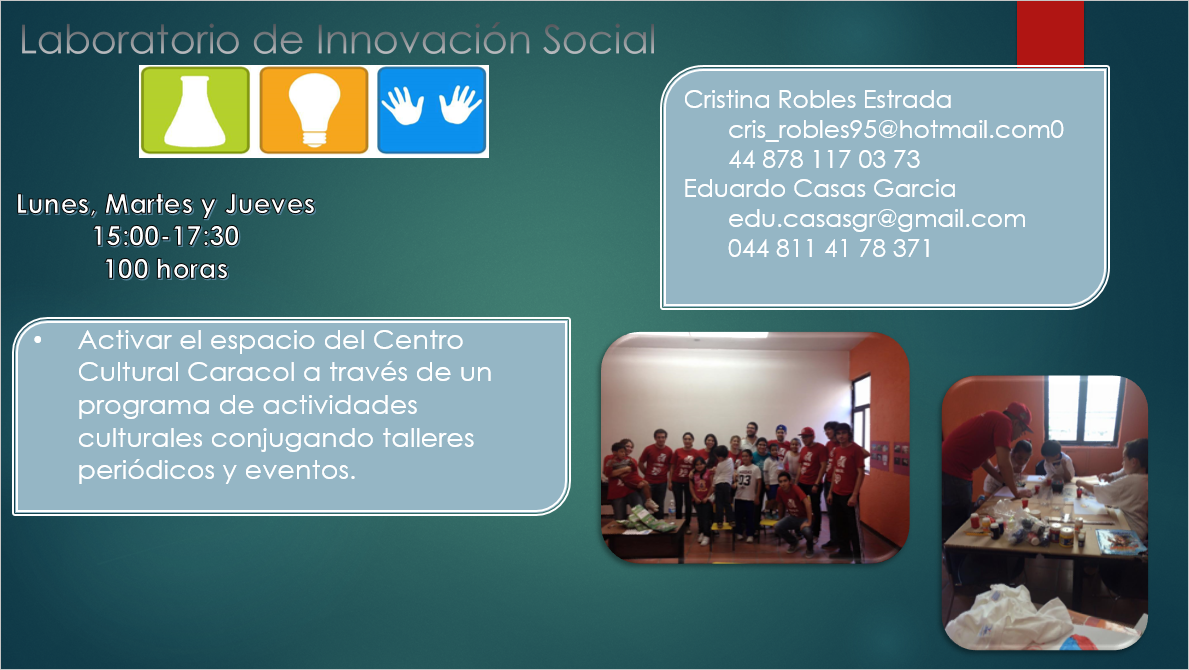 Laboratorio de Innovación Social
Cristina Robles Estrada
cris_robles95@hotmail.com0
44 878 117 03 73
Eduardo Casas Garcia
edu.casasgr@gmail.com
044 811 41 78 371
Lunes, Martes y Jueves
15:00-17:30
100 horas
• Activar el espacio del Centro
Cultural Caracol a través de un
programa de actividades
culturales conjugando talleres
periódicos y eventos.